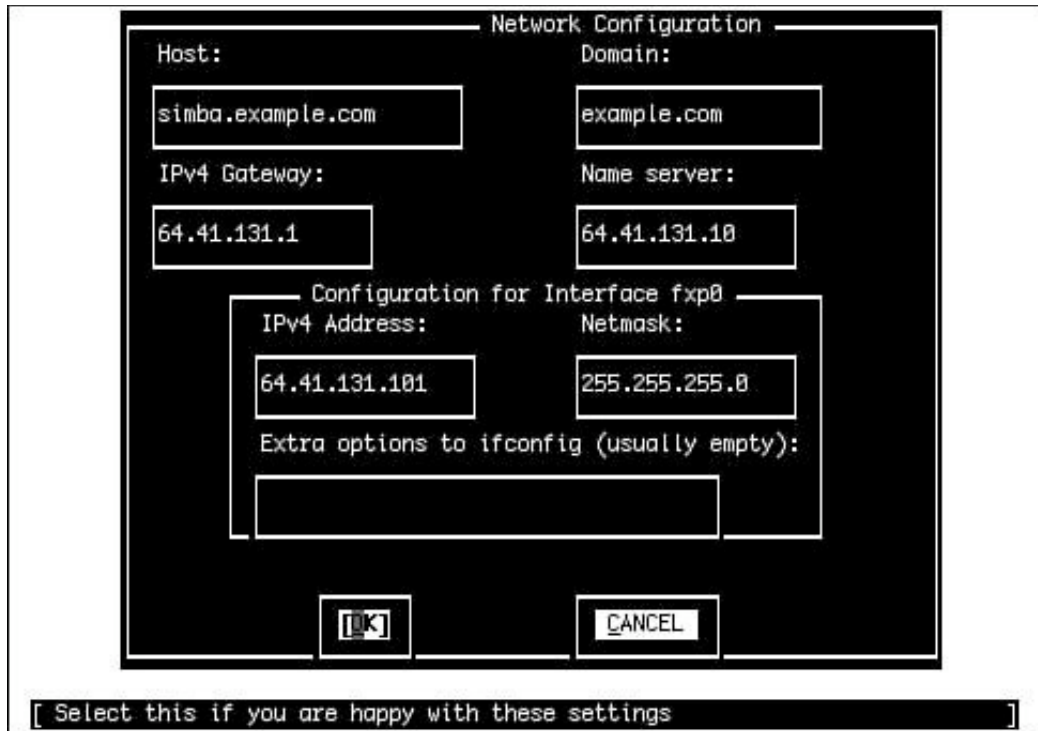 Network Configuration
Host: Domain:
simba.example.com example.com
IPv4 Gateway: Name server:
64.41.131.1 64.41.131.10
Configuration for Interface fxp0
IPv4 Address: Netmask:
64.41.131.101 255.255.255.0
Extra options to ifconfig (usually empty):
[OK] CANCEL
[ Select this if you are happy with these settings ]